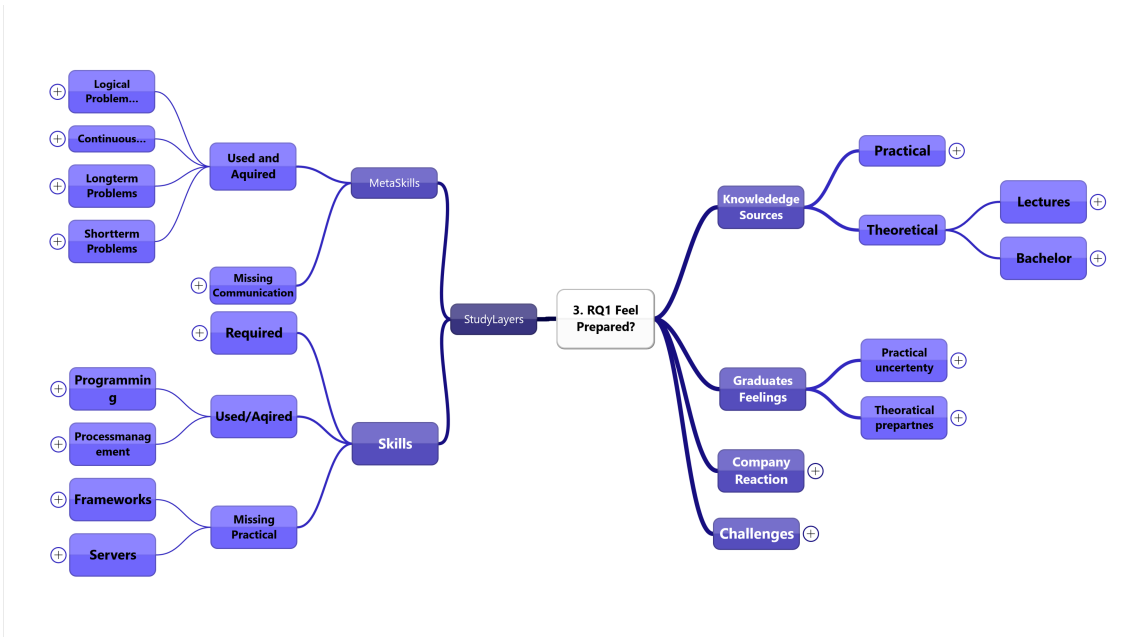 Logical
Problem...
Continuous...
Longterm
Problems
Shortterm
Problems
Used and
Aquired
MetaSkills
Missing
Communication
Required
Programmin
g
Processmanag
ement
Used/Aqired
Skills
Frameworks
Servers
Missing
Practical
StudyLayers
3. RQ1 Feel
Prepared?
Knowlededge
Sources
Practical
Theoretical
Lectures
Bachelor
Graduates
Feelings
Practical
uncertenty
Theoratical
prepartnes
Company
Reaction
Challenges